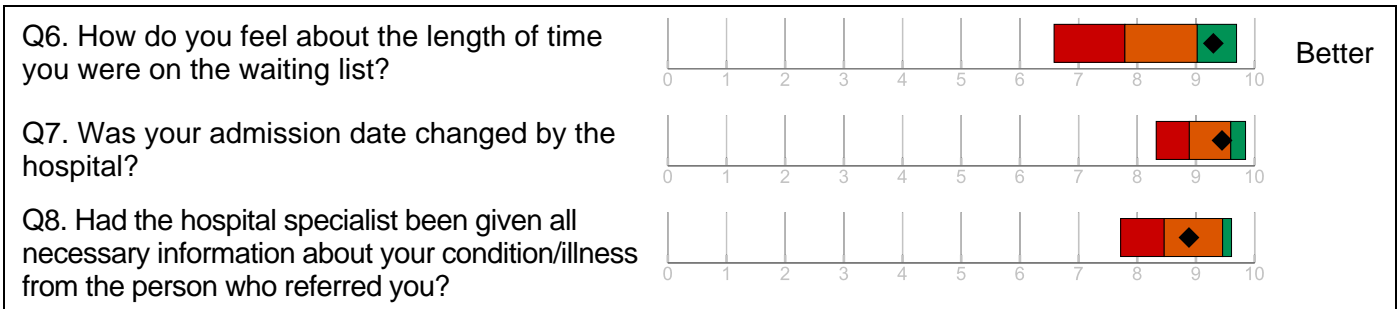 Q6. How do you feel about the length of time
you were on the waiting list?
0 1 2 3 4 5 6 7 8 9 10
Better
Q7. Was your admission date changed by the
hospital?
0 1 2 3 4 5 6 7 8 9 10
Q8. Had the hospital specialist been given all
necessary information about your condition/illness
from the person who referred you?
0 1 2 3 4 5 6 7 8 9 10